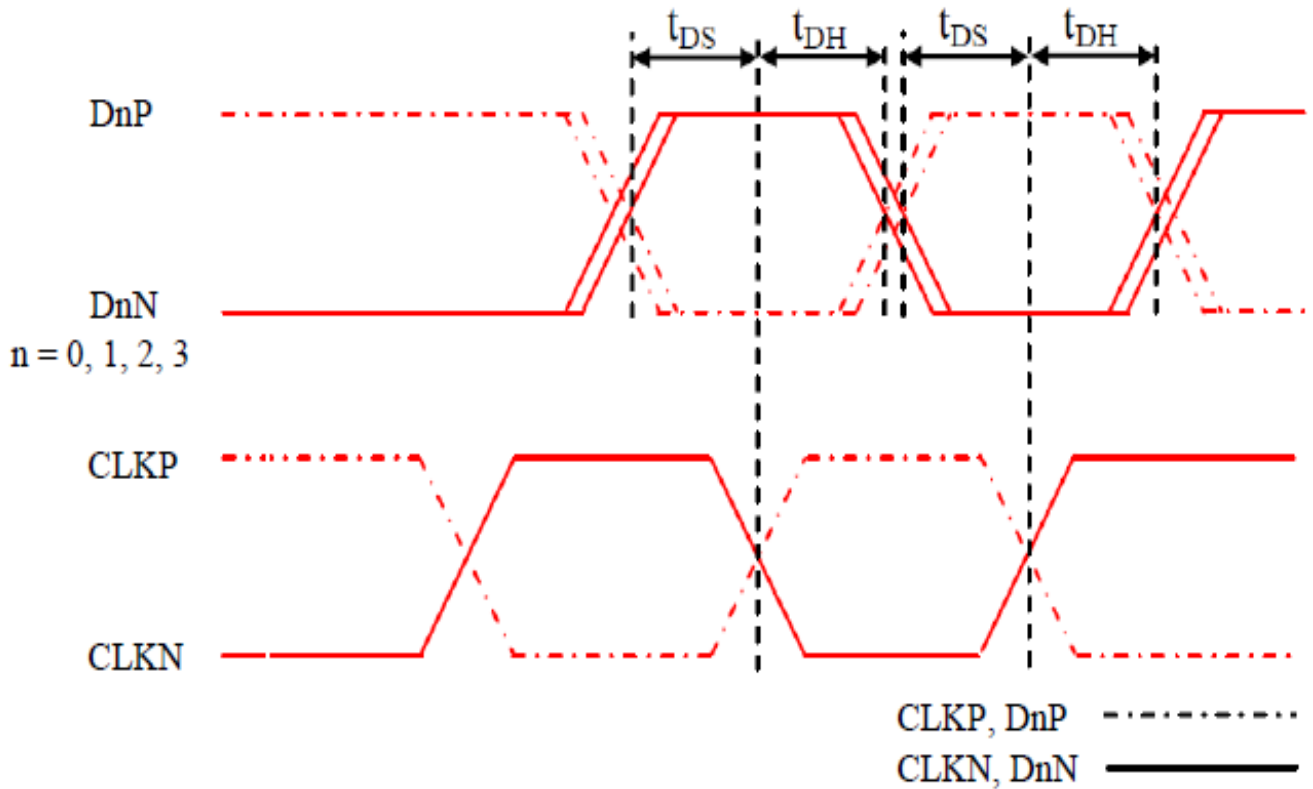 tDS tDH tDS tDH
DnP
DnN
n = 0, 1, 2, 3
CLKP
CLKN
CLKP, DnP
CLKN, DnN